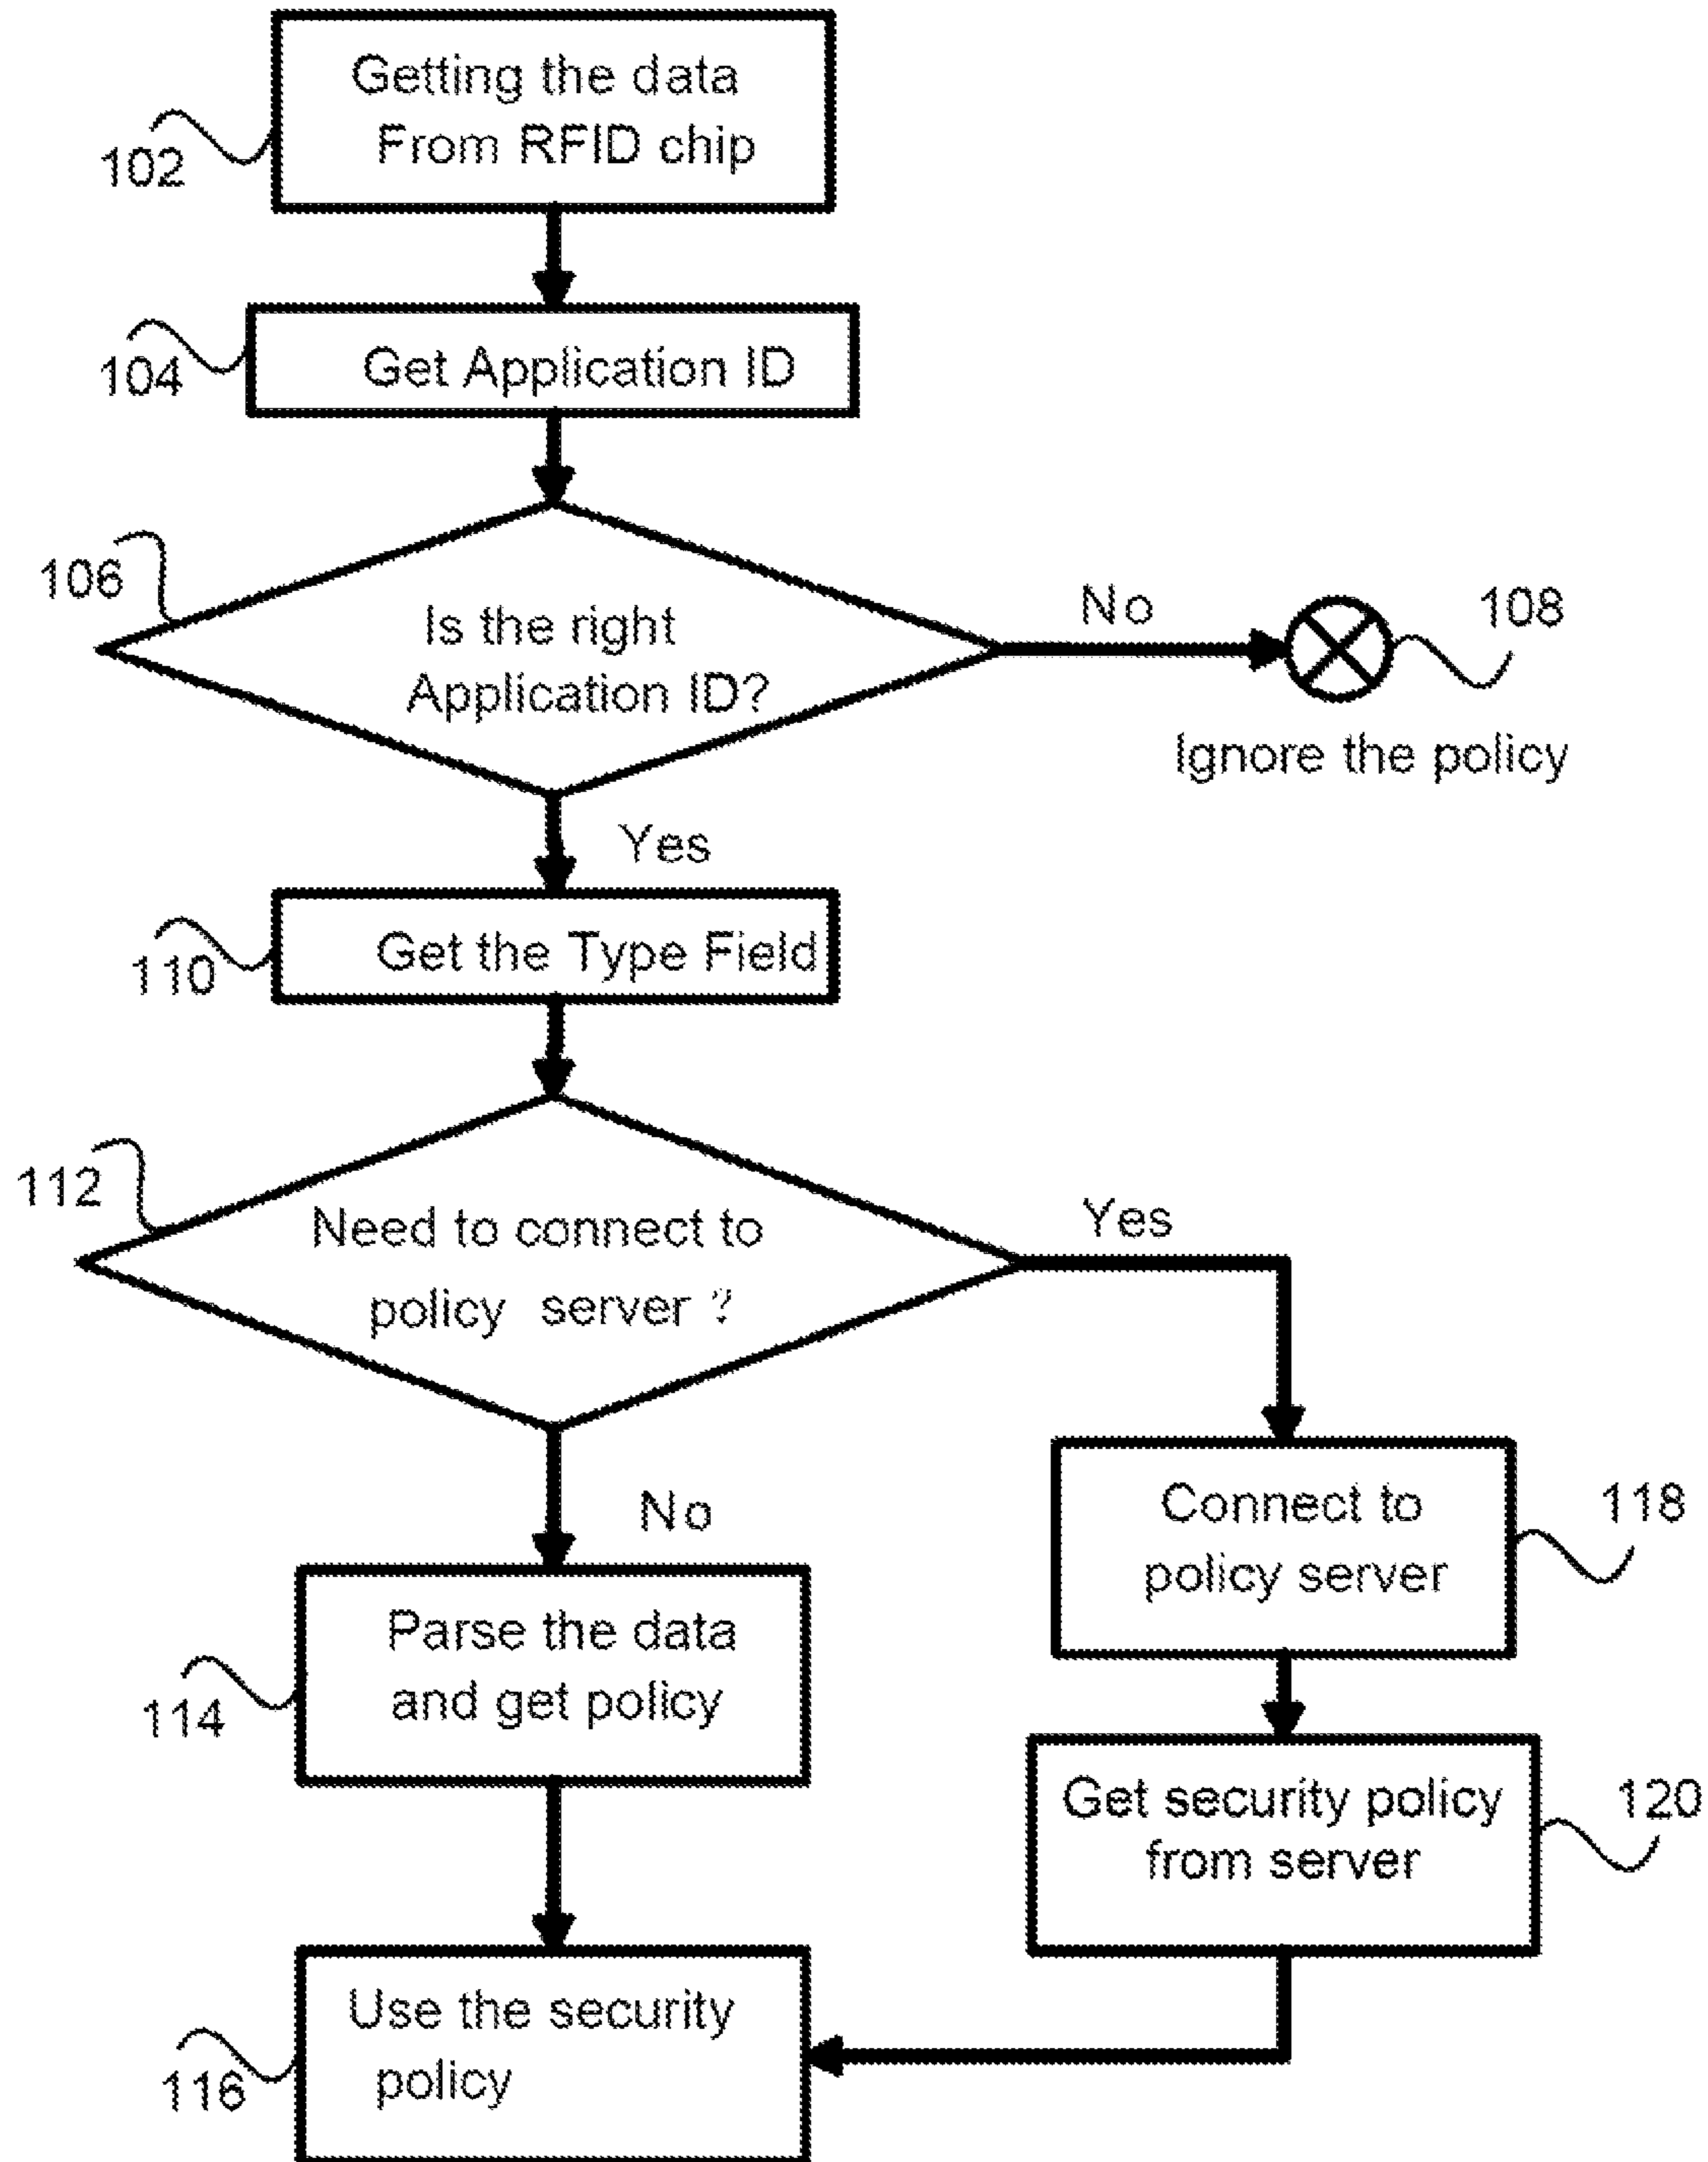 Getting the data
From RFID chip
102
Get Application ID
104
106
Is the right
Application ID?
No
108
Ignore the policy
Yes
Get the Type Field
110
112
Need to connect to
policy server ?
Yes
No
Connect to
policy server
118
Parse the data
and get policy
114
Get security policy
from server
120
Use the security
policy
116